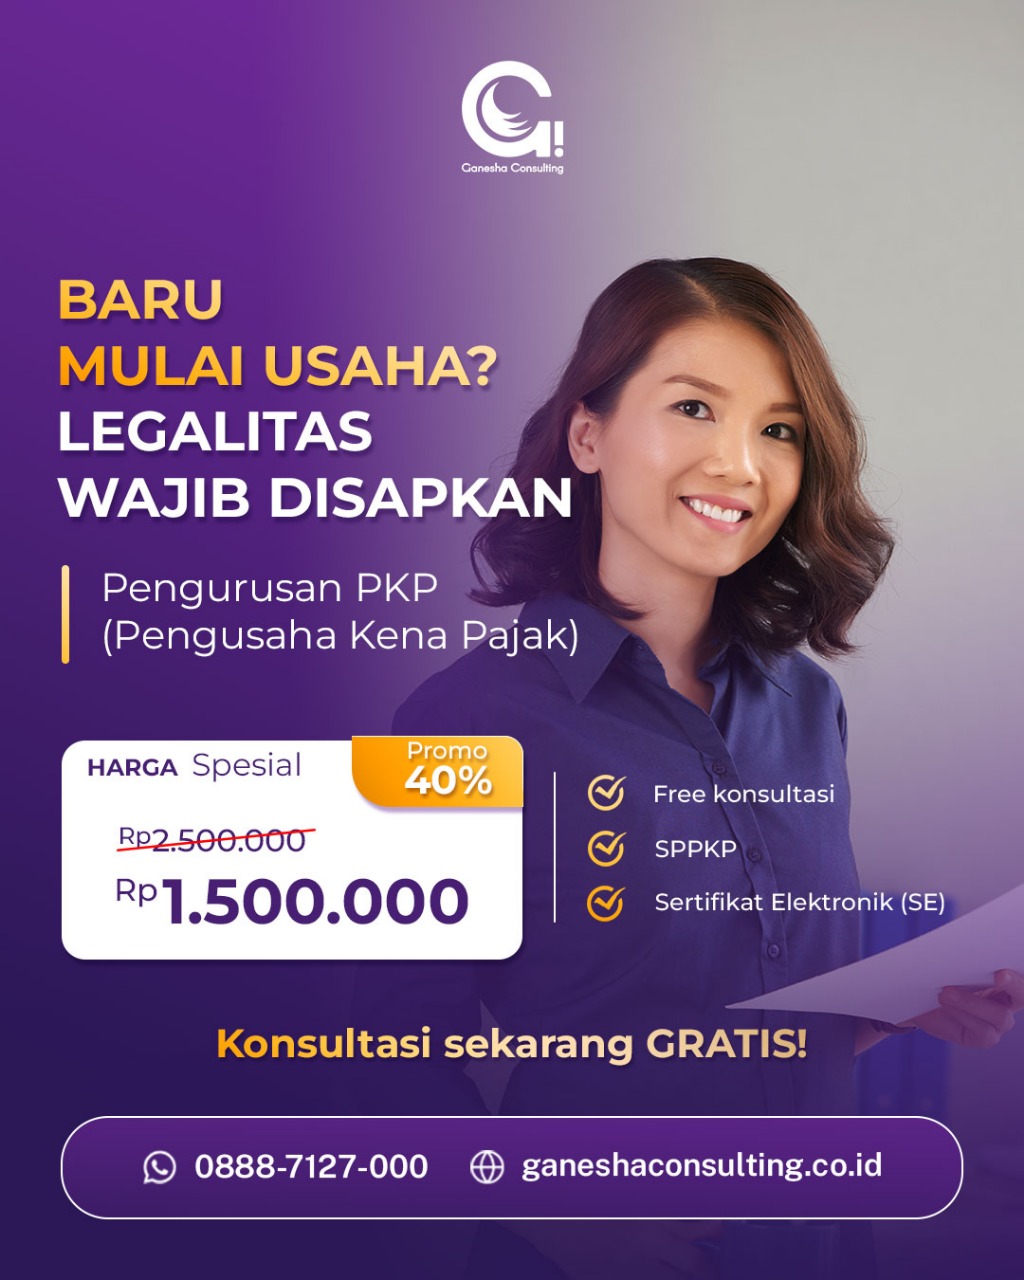 G!
Ganesha Consulting
BARU
MULAI USAHA?
LEGALITAS
WAJIB DISAPKAN
Pengurusan PKP
(Pengusaha Kena Pajak)
HARGA Spesial
Promo
40%
Rp2.500.000
Rp1.500.000
Free konsultasi
SPPKP
Sertifikat Elektronik (SE)
Konsultasi sekarang GRATIS!
0888-7127-000
ganeshaconsulting.co.id